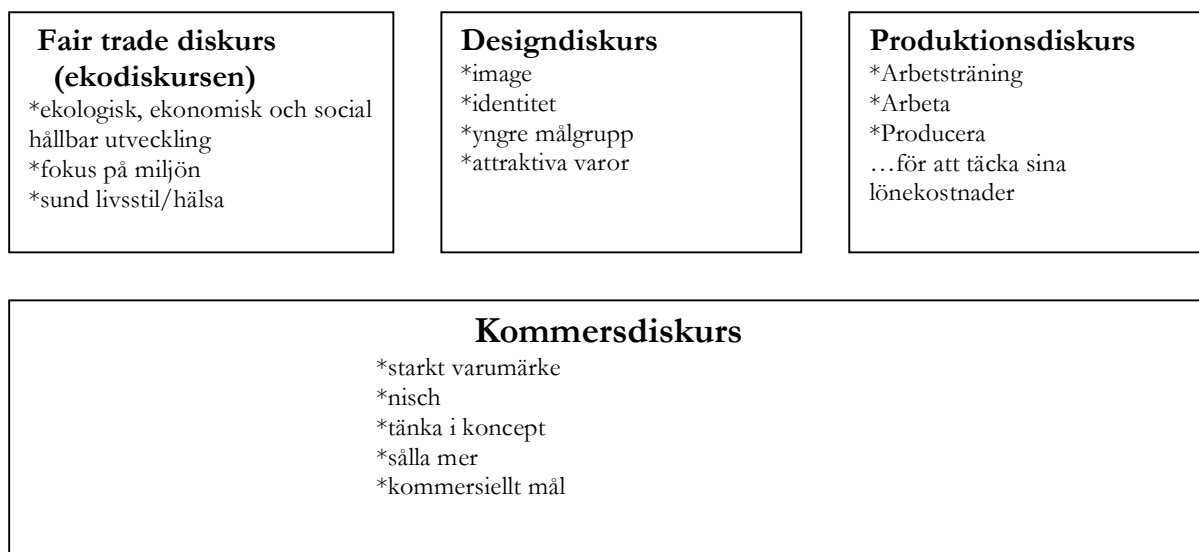 Fair trade diskurs
(ekodiskursen)
*ekologisk, ekonomisk och social
hållbar utveckling
*fokus på miljön
*sund livsstil/hälsa
Designdiskurs
*image
*identitet
*yngre målgrupp
*attraktiva varor
Produktionsdiskurs
*Arbetsträning
*Arbeta
*Producera
…för att täcka sina
lönekostnader
Kommersdiskurs
*starkt varumärke
*nisch
*tänka i koncept
*sålla mer
*kommersiellt mål